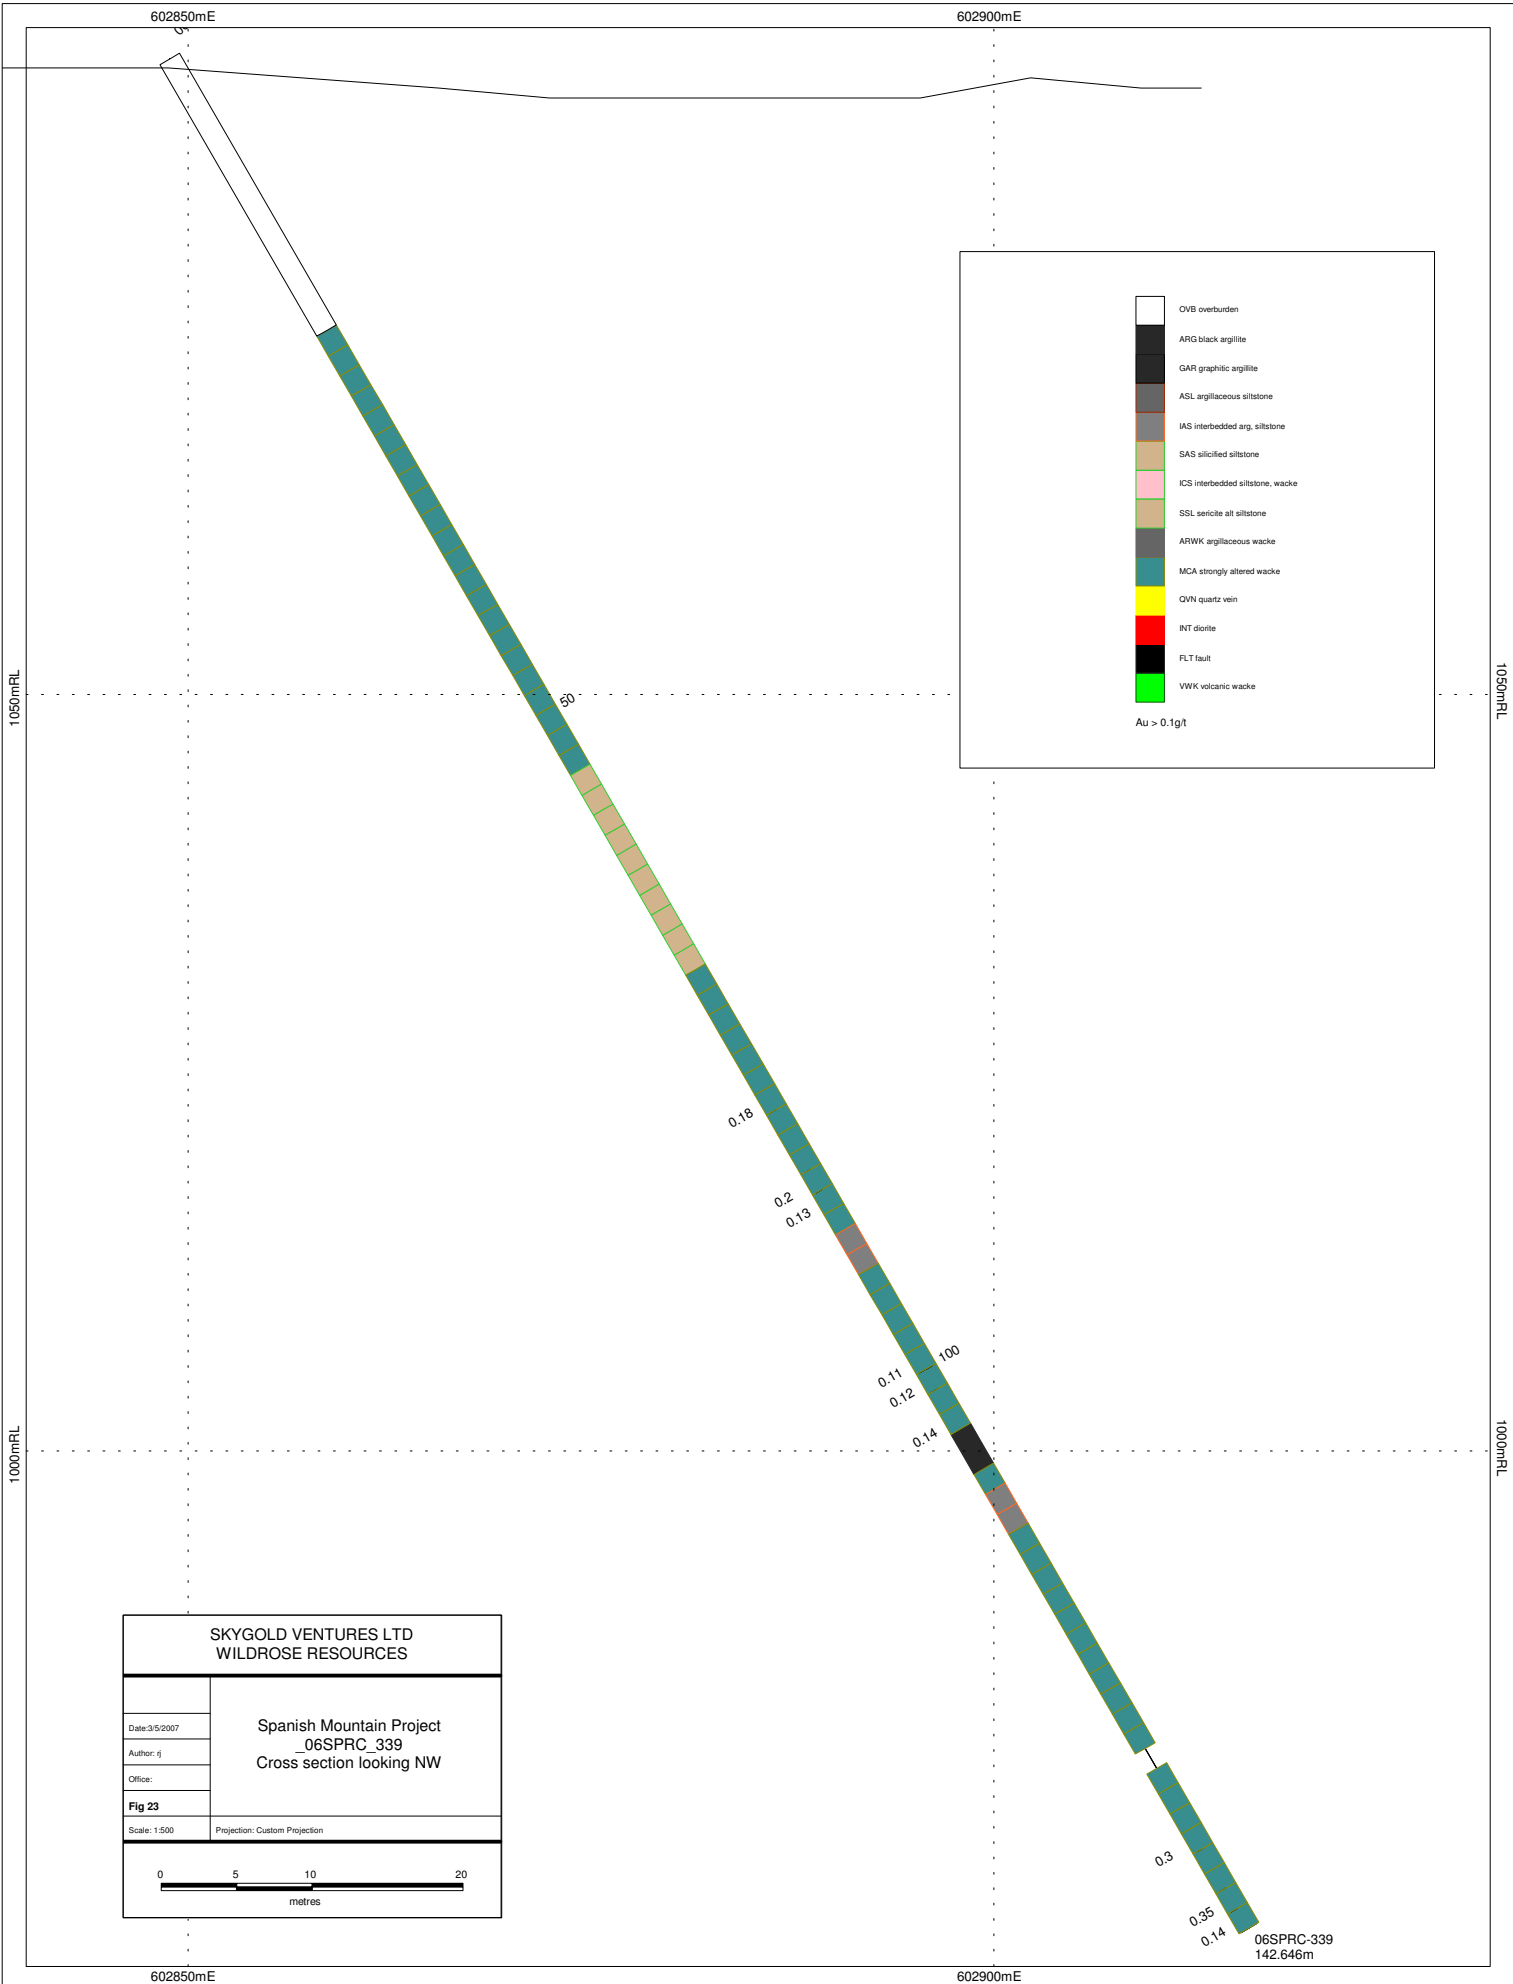 602850mE
602900mE
0
1050mRL
1050mRL
OVB overburden
ARG black argillite
GAR graphitic argillite
ASL argillaceous siltstone
IAS interbedded arg, siltstone
SAS silicified siltstone
ICS interbedded siltstone, wacke
SSL sericite alt siltstone
ARWK argillaceous wacke
MCA strongly altered wacke
QVN quartz vein
INT diorite
FLT fault
VWK volcanic wacke
Au > 0.1g/t
50
0.18
0.2
0.13
100
0.11
0.12
0.14
1000mRL
1000mRL
0.3
0.35
0.14
06SPRC-339
142.646m
SKYGOLD VENTURES LTD
WILDROSE RESOURCES
Date:3/5/2007
Author: rj
Office:
Fig 23
Scale: 1:500
Spanish Mountain Project
_06SPRC_339
Cross section looking NW
Projection: Custom Projection
0 5 10 20
metres
602850mE
602900mE